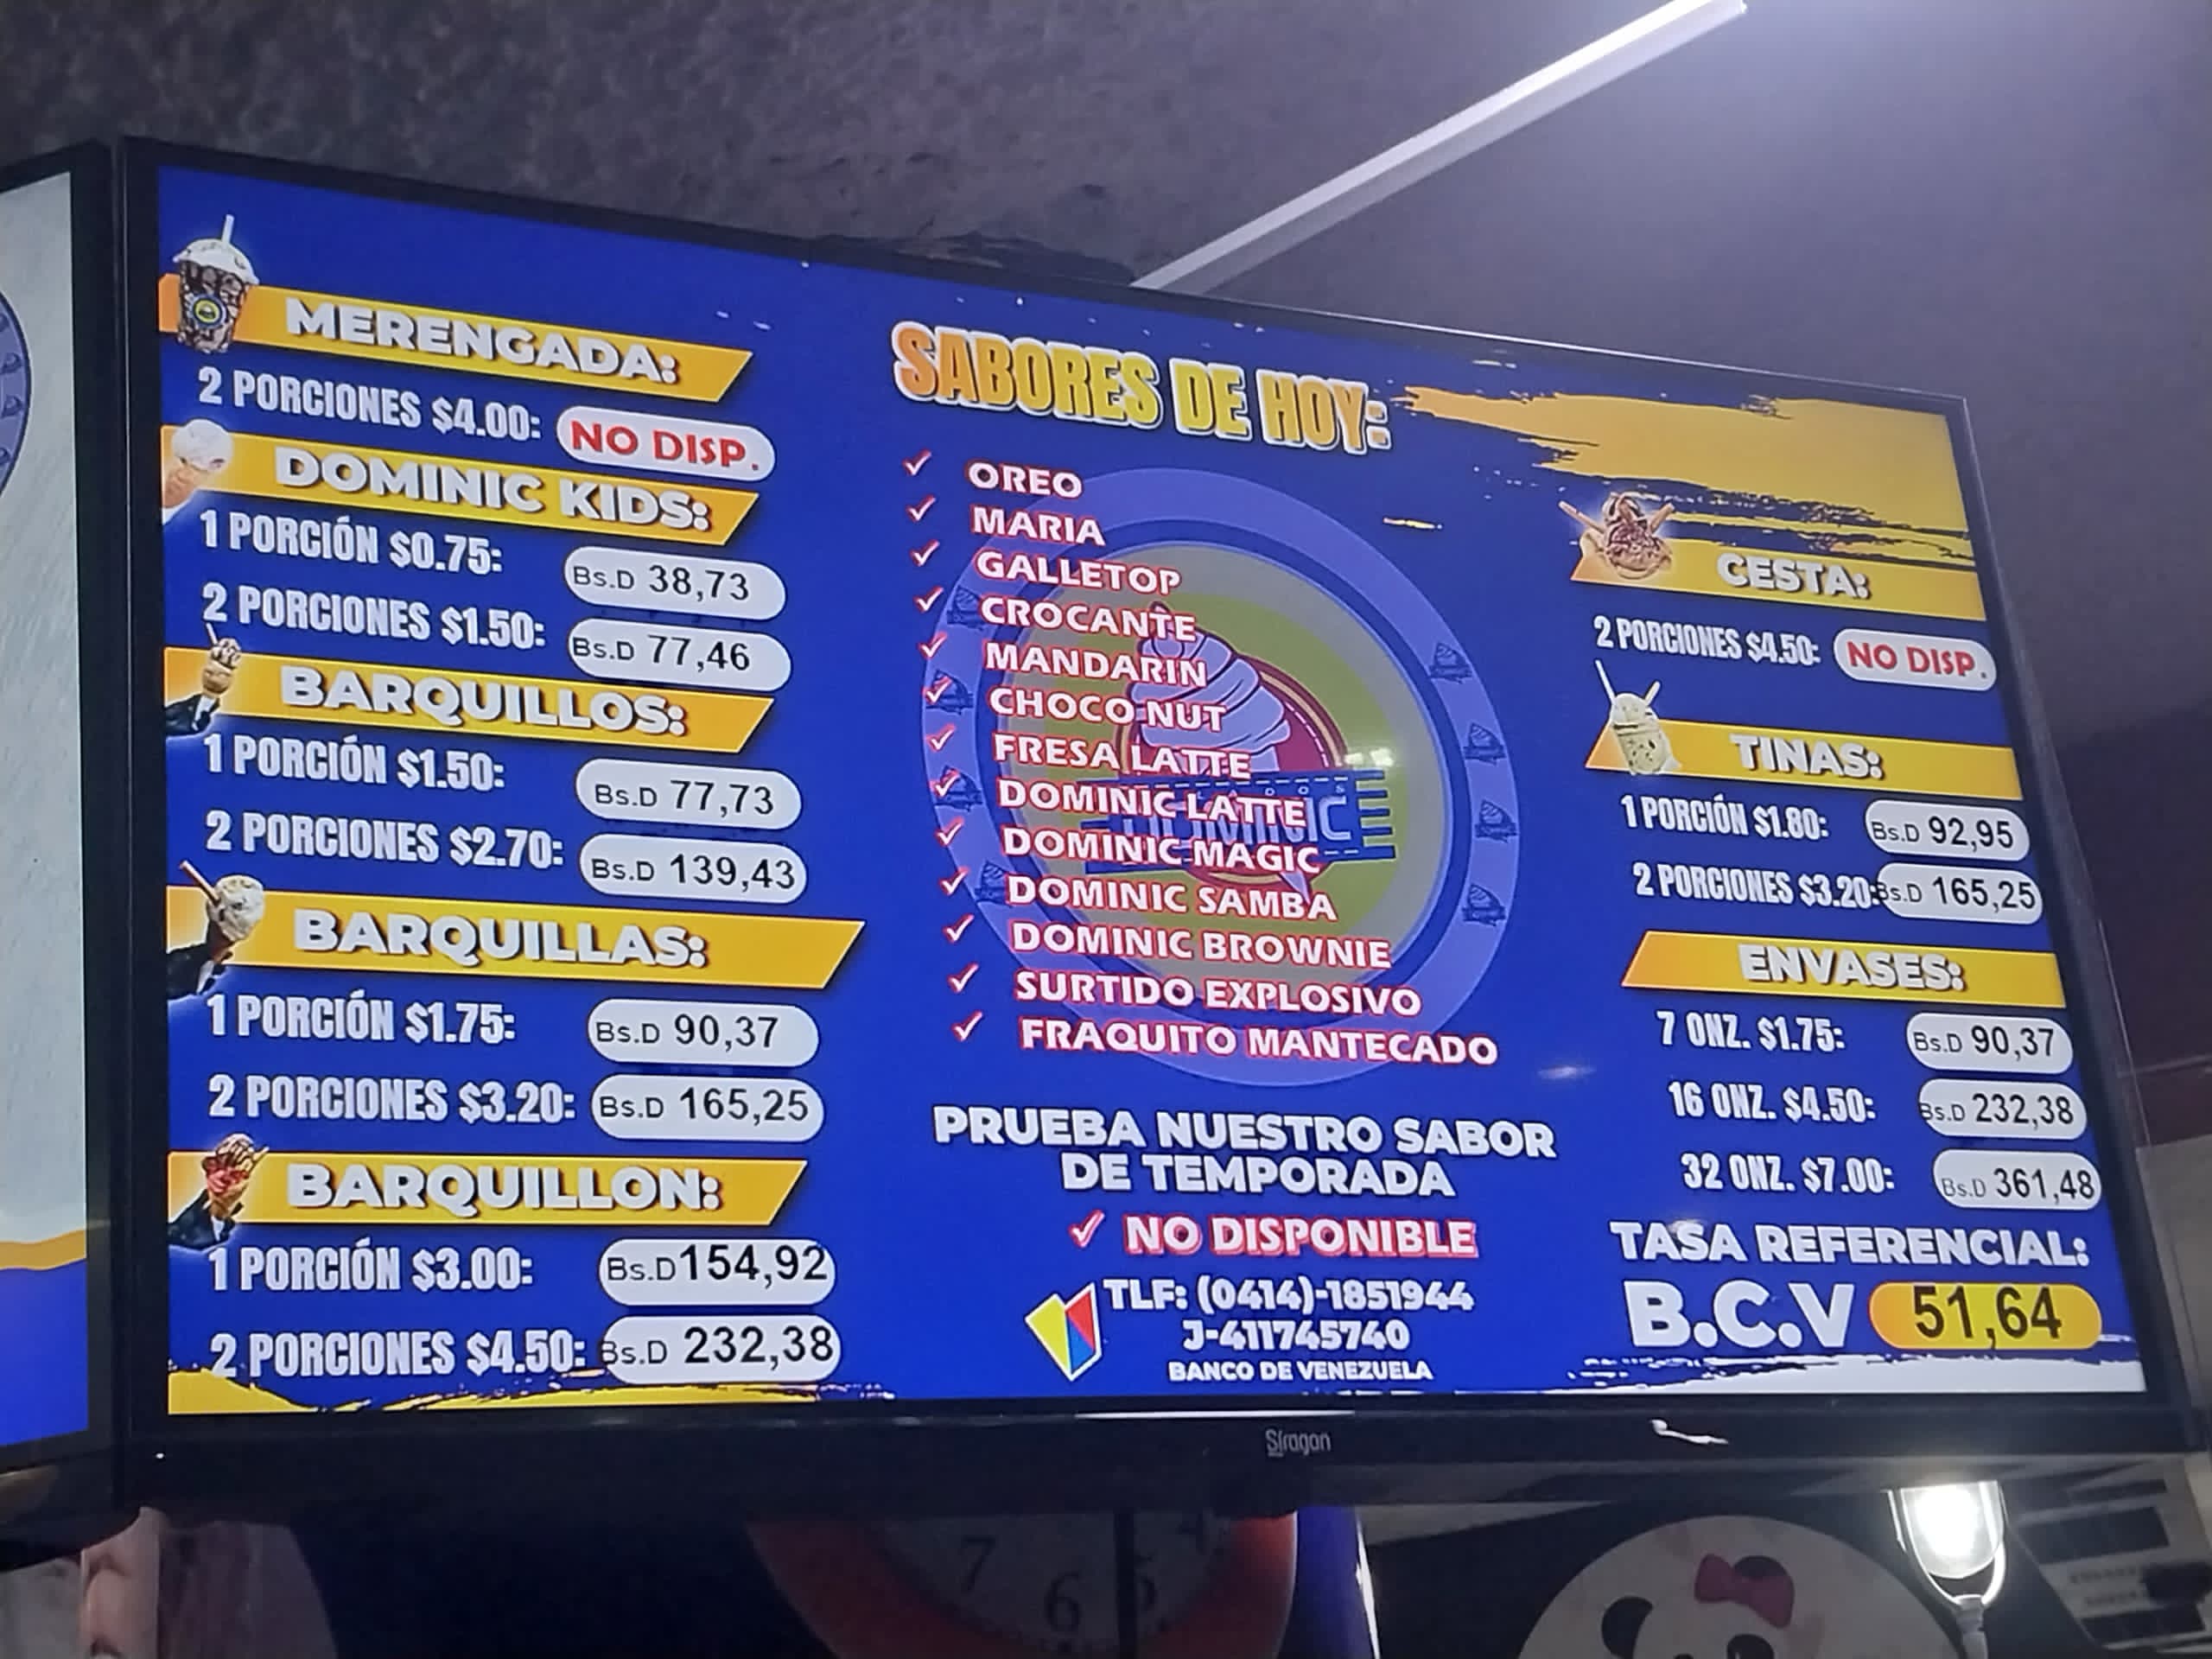 MERENGADA:
2 PORCIONES $4.00: NO DISP.
DOMINIC KIDS:
1 PORCIÓN $0.75: Bs.D 38,73
2 PORCIONES $1.50: Bs.D 77,46
BARQUILLOS:
1 PORCIÓN $1.50: Bs.D 77,73
2 PORCIONES $2.70: Bs.D 139,43
BARQUILLAS:
1 PORCIÓN $1.75: Bs.D 90,37
2 PORCIONES $3.20: Bs.D 165,25
BARQUILLON:
1 PORCIÓN $3.00: Bs.D 154,92
2 PORCIONES $4.50: Bs.D 232,38
SABORES DE HOY:
✓ OREO
✓ MARIA
✓ GALLETOP
✓ CROCANTE
✓ MANDARIN
✓ CHOCO NUT
✓ FRESA LATTE
✓ DOMINIC LATTE
✓ DOMINIC MAGIC
✓ DOMINIC SAMBA
✓ DOMINIC BROWNIE
✓ SURTIDO EXPLOSIVO
✓ FRAQUITO MANTECADO
PRUEBA NUESTRO SABOR
DE TEMPORADA
✓ NO DISPONIBLE
TLF: (0414)-1851944
J-411745740
BANCO DE VENEZUELA
CESTA:
2 PORCIONES $4.50: NO DISP.
TINAS:
1 PORCIÓN $1.80: Bs.D 92,95
2 PORCIONES $3.20: Bs.D 165,25
ENVASES:
7 ONZ. $1.75: Bs.D 90,37
16 ONZ. $4.50: Bs.D 232,38
32 ONZ. $7.00: Bs.D 361,48
TASA REFERENCIAL:
B.C.V 51,64
Síragon
7 6 5 4